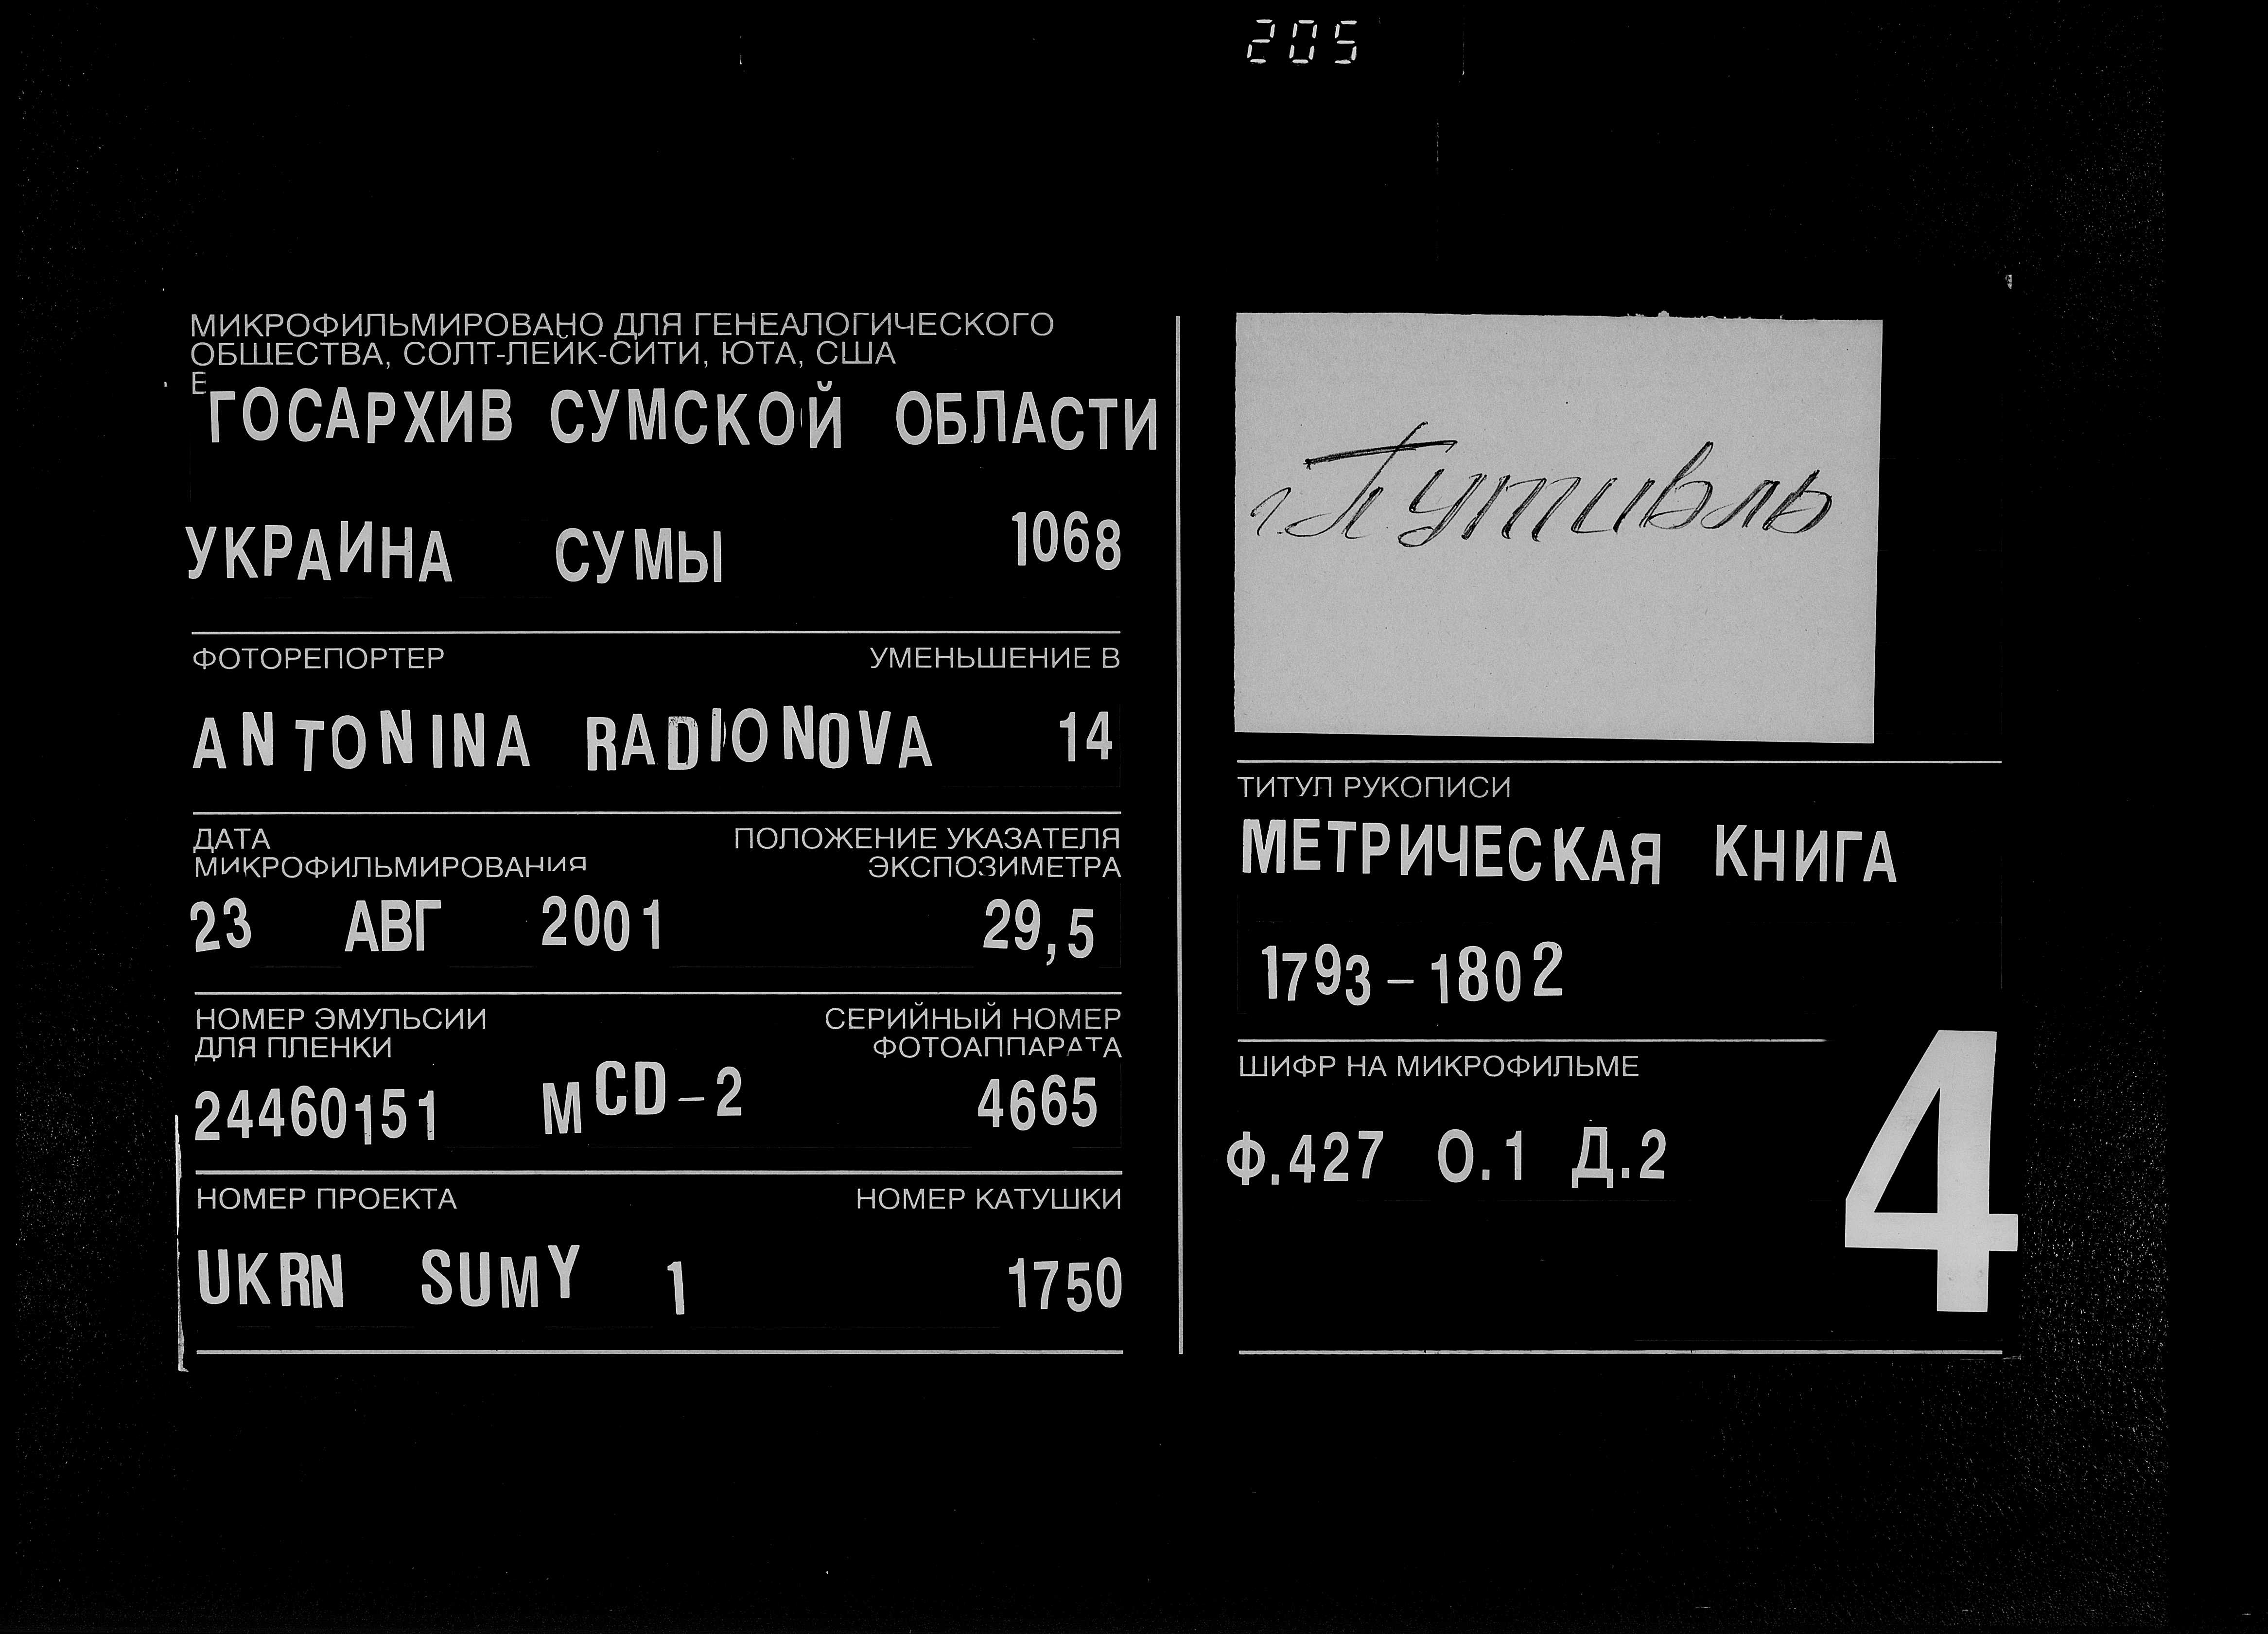 205
МИКРОФИЛЬМИРОВАНО ДЛЯ ГЕНЕАЛОГИЧЕСКОГО
ОБЩЕСТВА, СОЛТ-ЛЕЙК-СИТИ, ЮТА, США
Е
ГОСАРХИВ СУМСКОЙ ОБЛАСТИ
УКРАИНА СУМЫ 1068
ФОТОРЕПОРТЕР УМЕНЬШЕНИЕ В
ANTONINA RADIONOVA 14
ДАТА ПОЛОЖЕНИЕ УКАЗАТЕЛЯ
МИКРОФИЛЬМИРОВАНИЯ ЭКСПОЗИМЕТРА
23 АВГ 2001 29,5
НОМЕР ЭМУЛЬСИИ СЕРИЙНЫЙ НОМЕР
ДЛЯ ПЛЕНКИ ФОТОАППАРАТА
24460151 MCD-2 4665
НОМЕР ПРОЕКТА НОМЕР КАТУШКИ
UKRN SUMY 1 1750
г. Путивль
ТИТУЛ РУКОПИСИ
МЕТРИЧЕСКАЯ КНИГА
1793-1802
ШИФР НА МИКРОФИЛЬМЕ
Ф.427 О.1 Д.2
4